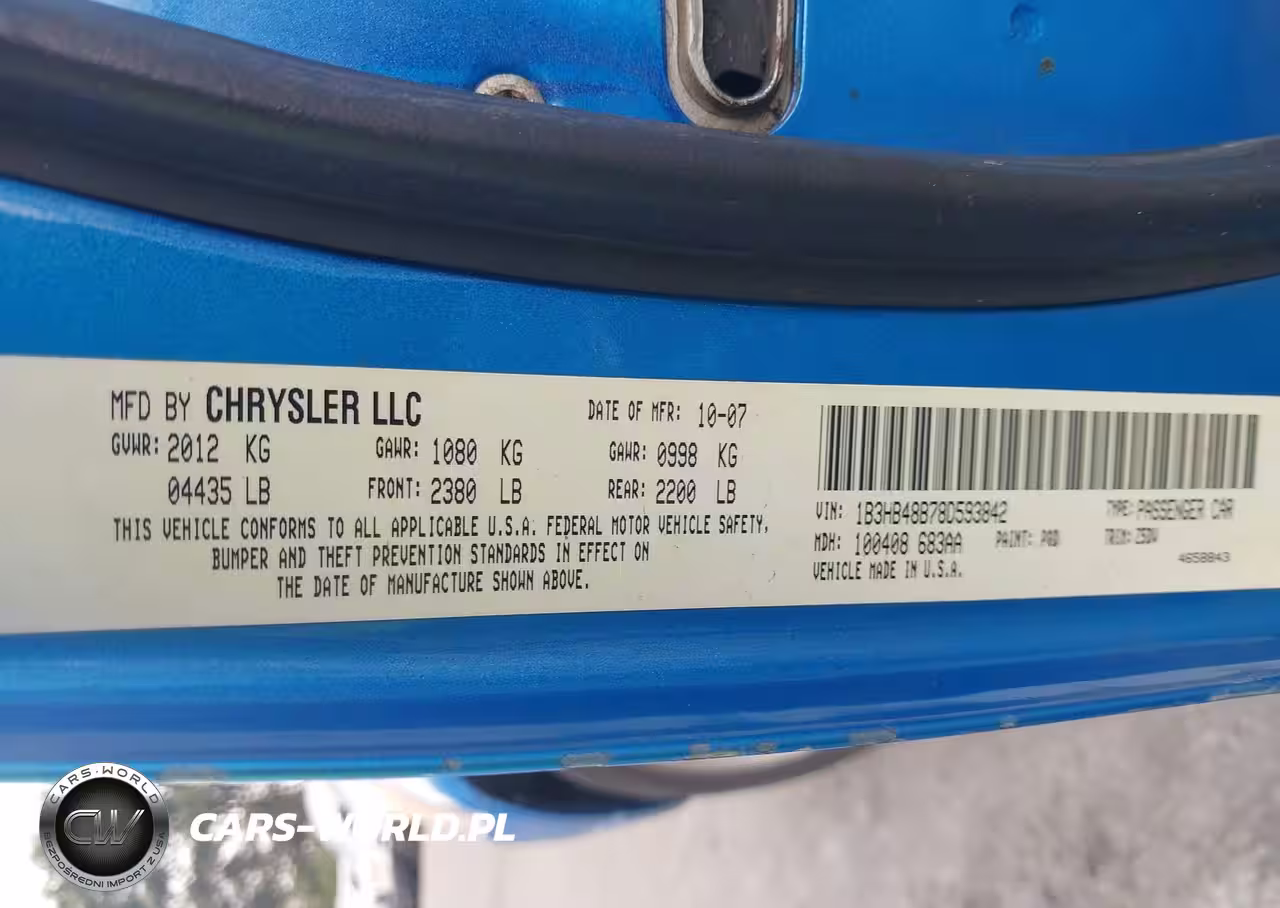 MFD BY CHRYSLER LLC DATE OF MFR: 10-07
GVWR: 2012 KG GAWR: 1080 KG GAWR: 0998 KG
04435 LB FRONT: 2380 LB REAR: 2200 LB
THIS VEHICLE CONFORMS TO ALL APPLICABLE U.S.A. FEDERAL MOTOR VEHICLE SAFETY,
BUMPER AND THEFT PREVENTION STANDARDS IN EFFECT ON
THE DATE OF MANUFACTURE SHOWN ABOVE.
VIN: 1B3HB48B78D593842 TYPE: PASSENGER CAR
MDH: 100408 683AA PAINT: PQD TRIM: Z5DV
4658843
VEHICLE MADE IN U.S.A.
CARS-WORLD
CW
BEZPOŚREDNI IMPORT Z USA
CARS-WORLD.PL